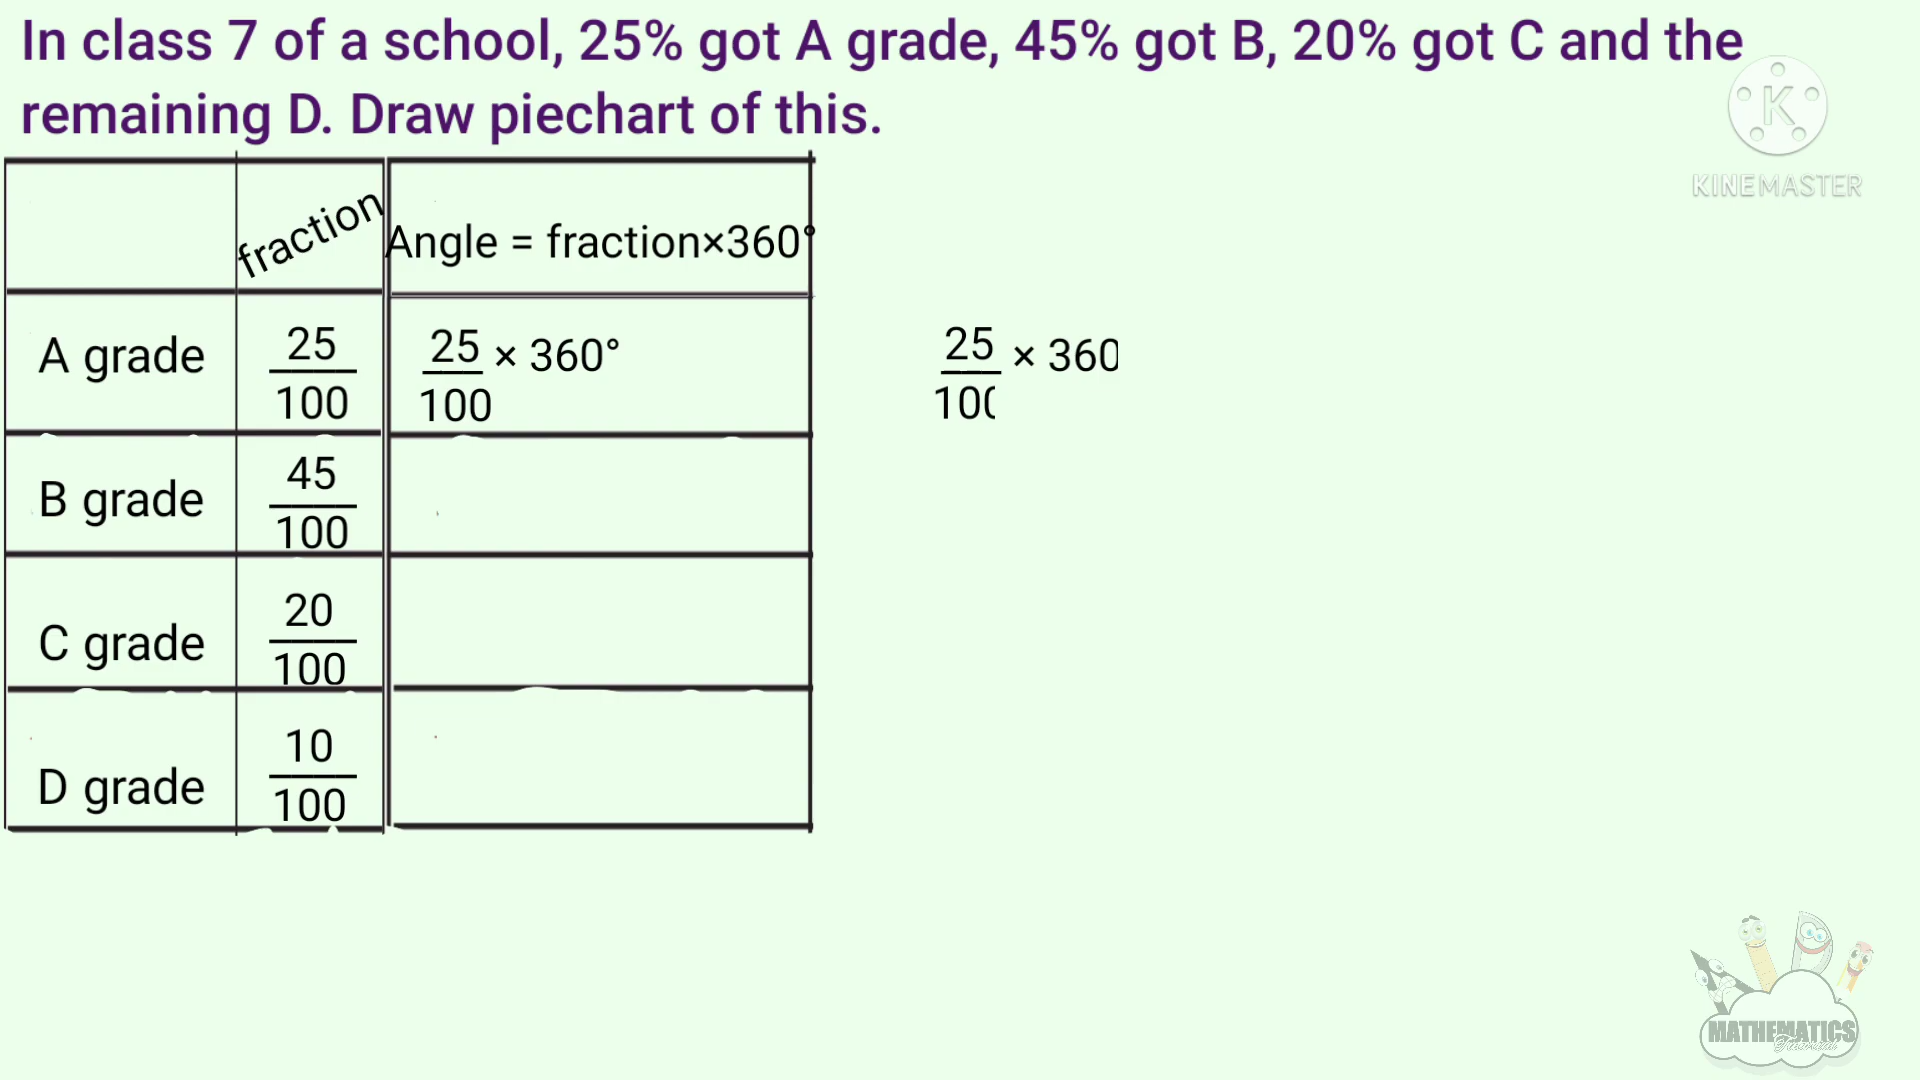 In class 7 of a school, 25% got A grade, 45% got B, 20% got C and the
remaining D. Draw piechart of this.
K
KINEMASTER
fraction
Angle = fraction×360°
A grade
25
100
25
100
× 360°
25
100
× 360
B grade
45
100
C grade
20
100
D grade
10
100
MATHEMATICS
Tutorial